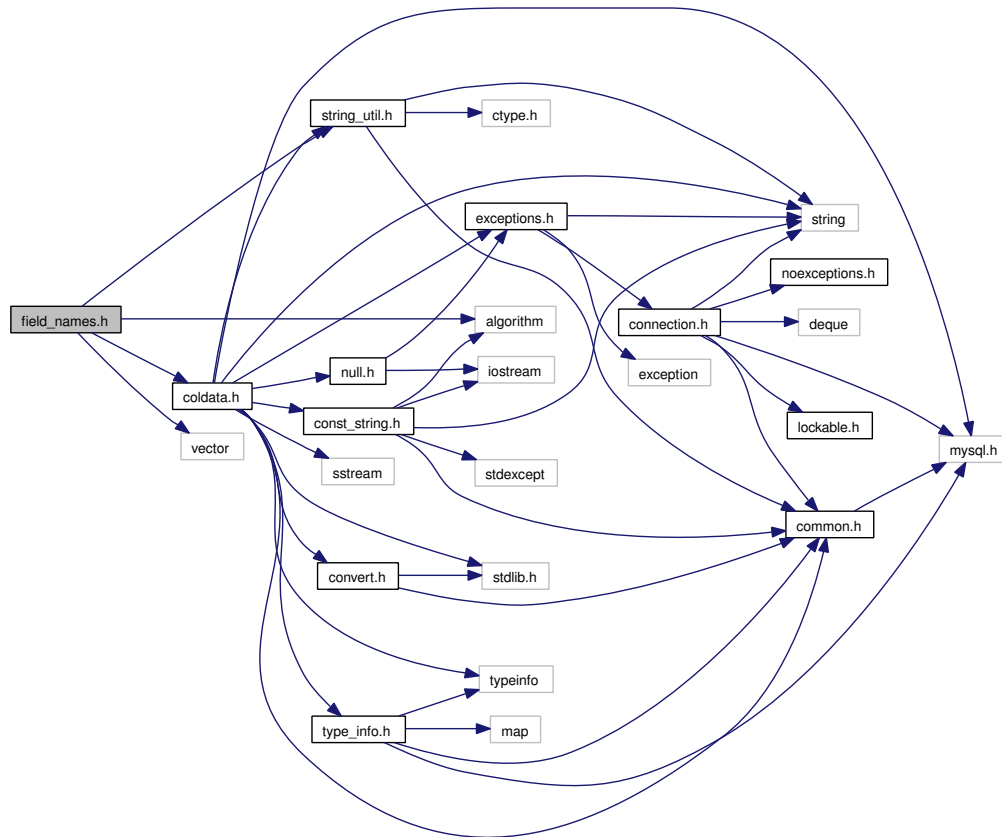 string_util.h
ctype.h
exceptions.h
string
noexceptions.h
field_names.h
algorithm
connection.h
deque
null.h
iostream
exception
coldata.h
const_string.h
lockable.h
vector
sstream
stdexcept
mysql.h
common.h
convert.h
stdlib.h
typeinfo
type_info.h
map